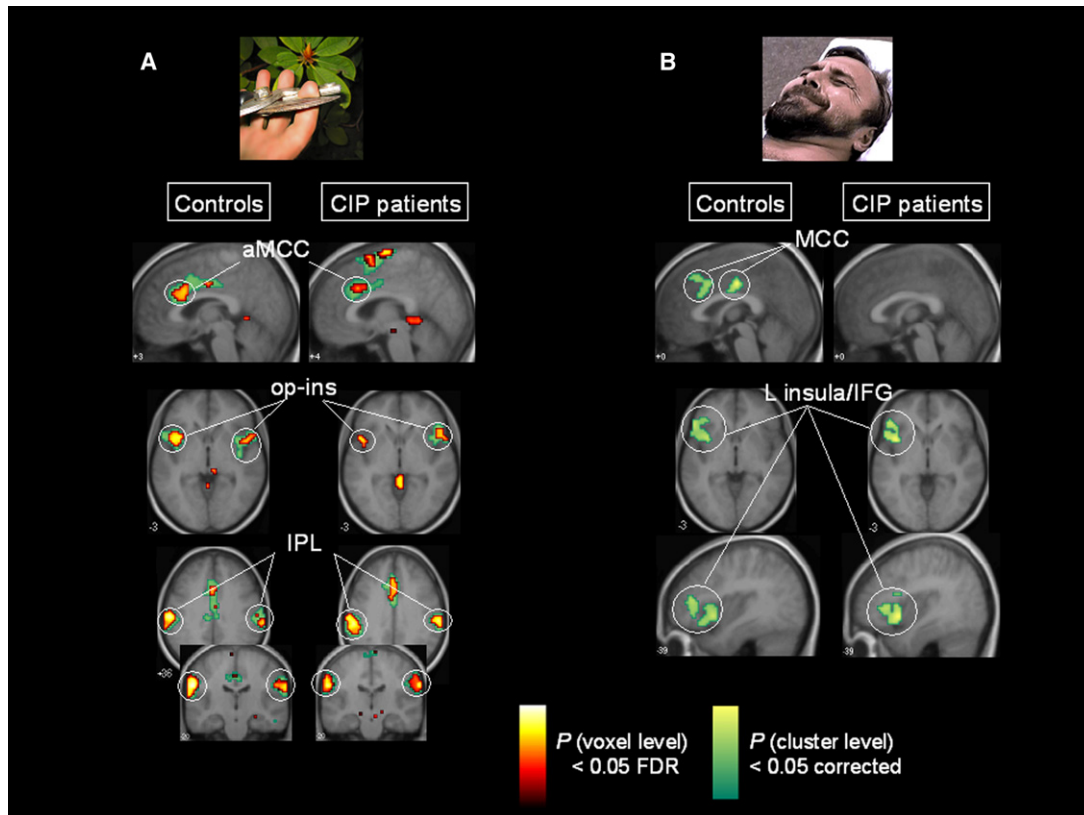 A
B
Controls
CIP patients
Controls
CIP patients
aMCC
MCC
+3
+4
+0
+0
op-ins
L insula/IFG
-3
-3
-3
-3
IPL
+36
-39
-39
P (voxel level)
< 0.05 FDR
P (cluster level)
< 0.05 corrected